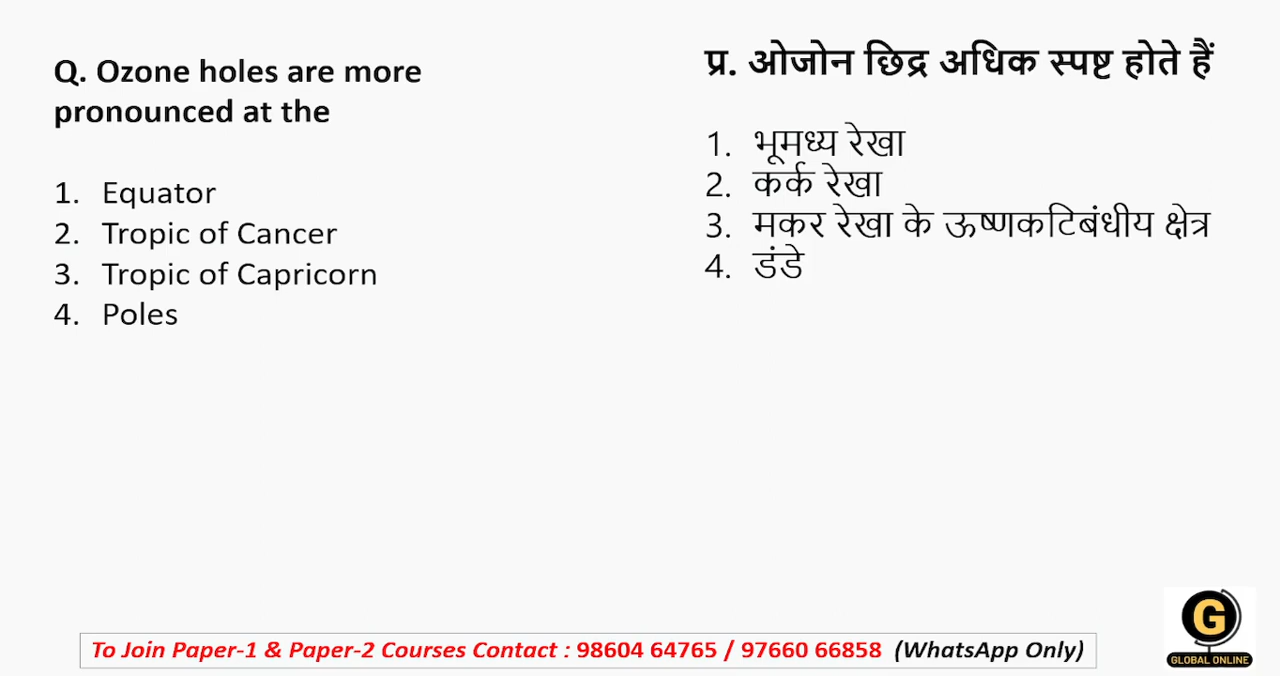 Q. Ozone holes are more
pronounced at the
1. Equator
2. Tropic of Cancer
3. Tropic of Capricorn
4. Poles
प्र. ओजोन छिद्र अधिक स्पष्ट होते हैं
1. भूमध्य रेखा
2. कर्क रेखा
3. मकर रेखा के ऊष्णकटिबंधीय क्षेत्र
4. डंडे
To Join Paper-1 & Paper-2 Courses Contact : 98604 64765 / 97660 66858 (WhatsApp Only)
G
GLOBAL ONLINE